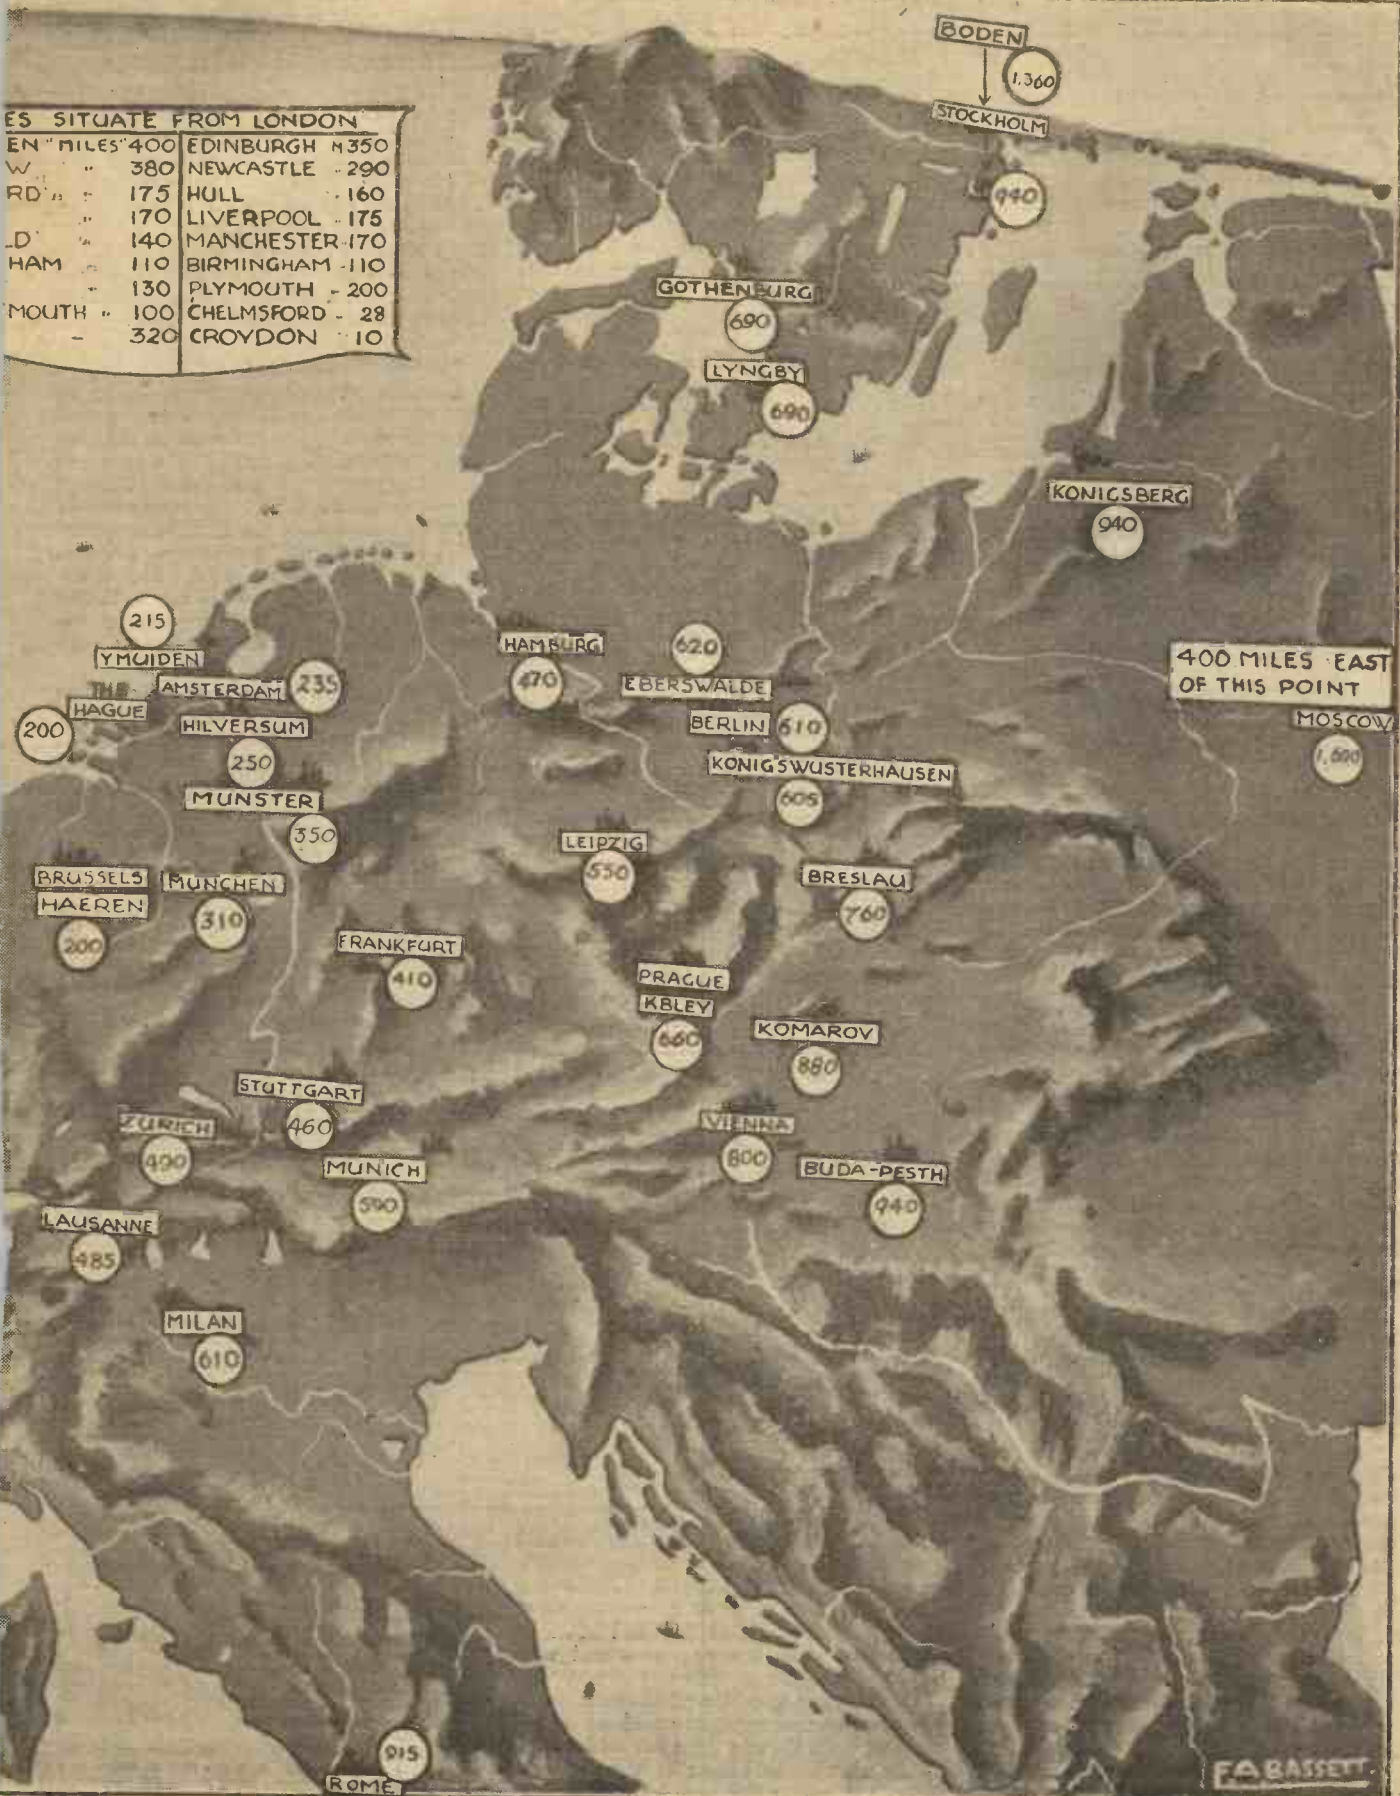 BODEN
1,360
STOCKHOLM
940
ES SITUATE FROM LONDON
EN "MILES" 400 EDINBURGH M 350
W " 380 NEWCASTLE - 290
RD " " 175 HULL - 160
" 170 LIVERPOOL - 175
LD " 140 MANCHESTER - 170
HAM " 110 BIRMINGHAM - 110
" 130 PLYMOUTH - 200
MOUTH " 100 CHELMSFORD - 28
- 320 CROYDON " 10
GOTHENBURG
690
LYNGBY
690
KONIGSBERG
940
215
YMUIDEN
HAMBURG
470
620
EBERSWALDE
400 MILES EAST
OF THIS POINT
MOSCOW
AMSTERDAM 235
THE
HAGUE
200
HILVERSUM
250
BERLIN 610
KONIGSWUSTERHAUSEN
605
MUNSTER
350
LEIPZIG
550
BRUSSELS
HAEREN
200
MUNCHEN
310
BRESLAU
760
FRANKFURT
410
PRAGUE
KBLEY
660
KOMAROV
880
STUTTGART
460
ZURICH
490
VIENNA
800
MUNICH
590
BUDA-PESTH
940
LAUSANNE
485
MILAN
610
915
ROME
F.A. BASSETT.